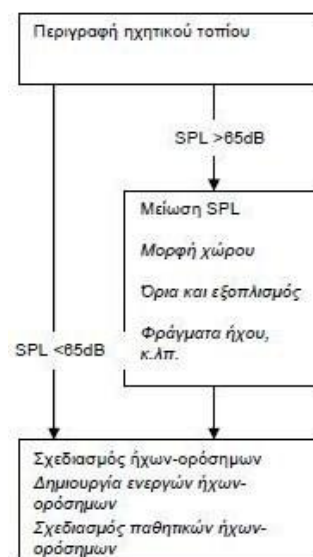 Περιγραφή ηχητικού τοπίου
SPL >65dB
Μείωση SPL
Μορφή χώρου
Όρια και εξοπλισμός
Φράγματα ήχου,
κ.λπ.
SPL <65dB
Σχεδιασμός ήχων-ορόσημων
Δημιουργία ενεργών ήχων-
ορόσημων
Σχεδιασμός παθητικών ήχων-
ορόσημων